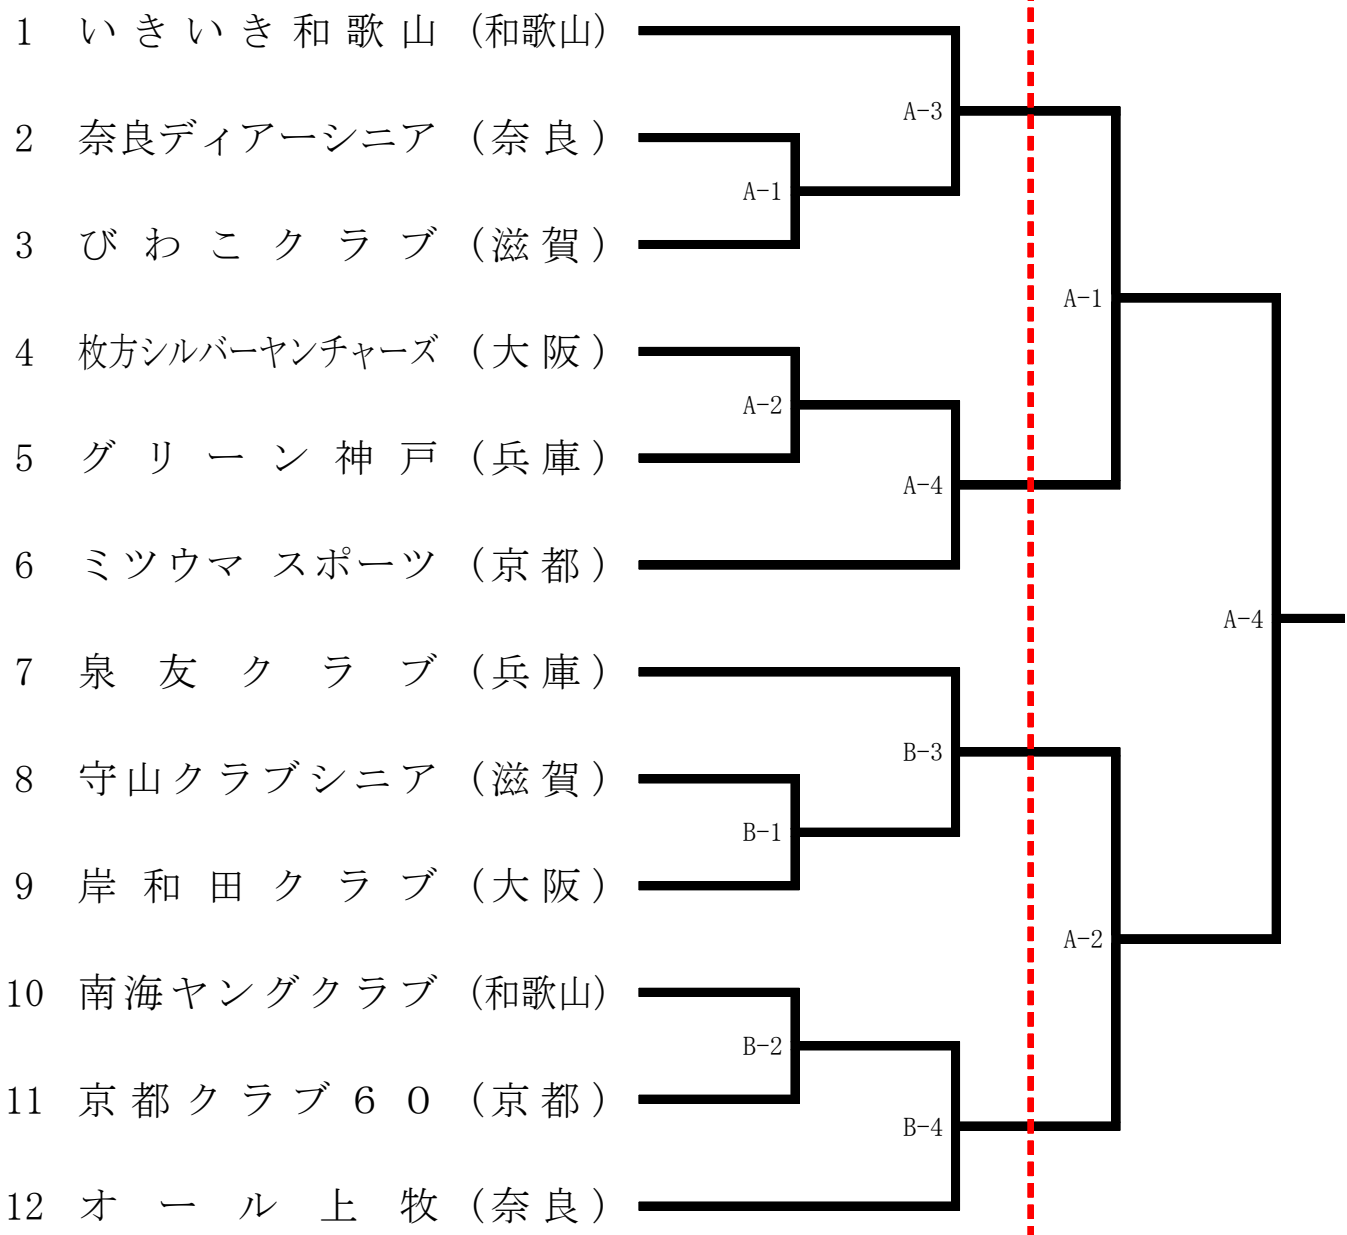 1 いきいき和歌山 (和歌山)
A-3
2 奈良ディアーシニア (奈良)
A-1
3 びわこクラブ (滋賀)
A-1
4 枚方シルバーヤンチャーズ (大阪)
A-2
5 グリーン神戸 (兵庫)
A-4
6 ミツウマ スポーツ (京都)
A-4
7 泉友クラブ (兵庫)
B-3
8 守山クラブシニア (滋賀)
B-1
9 岸和田クラブ (大阪)
A-2
10 南海ヤングクラブ (和歌山)
B-2
11 京都クラブ６０ (京都)
B-4
12 オール上牧 (奈良)